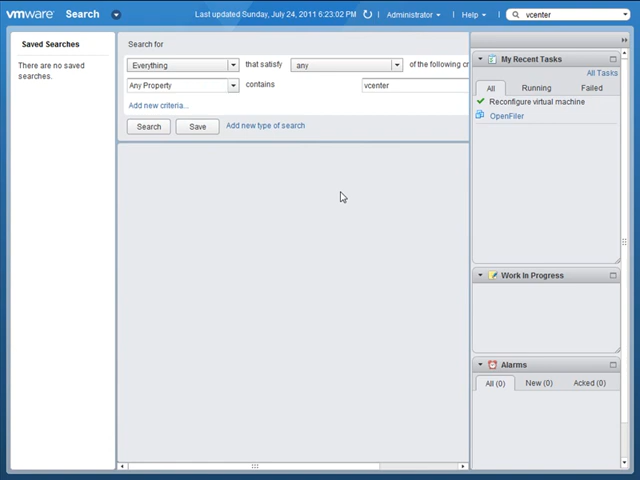 vmware Search Last updated Sunday, July 24, 2011 6:23:02 PM Administrator Help vcenter
Saved Searches
There are no saved
searches.
Search for
Everything that satisfy any of the following cr
Any Property contains vcenter
Add new criteria...
Search Save Add new type of search
My Recent Tasks
All Tasks
All Running Failed
Reconfigure virtual machine
OpenFiler
Work In Progress
Alarms
All (0) New (0) Acked (0)